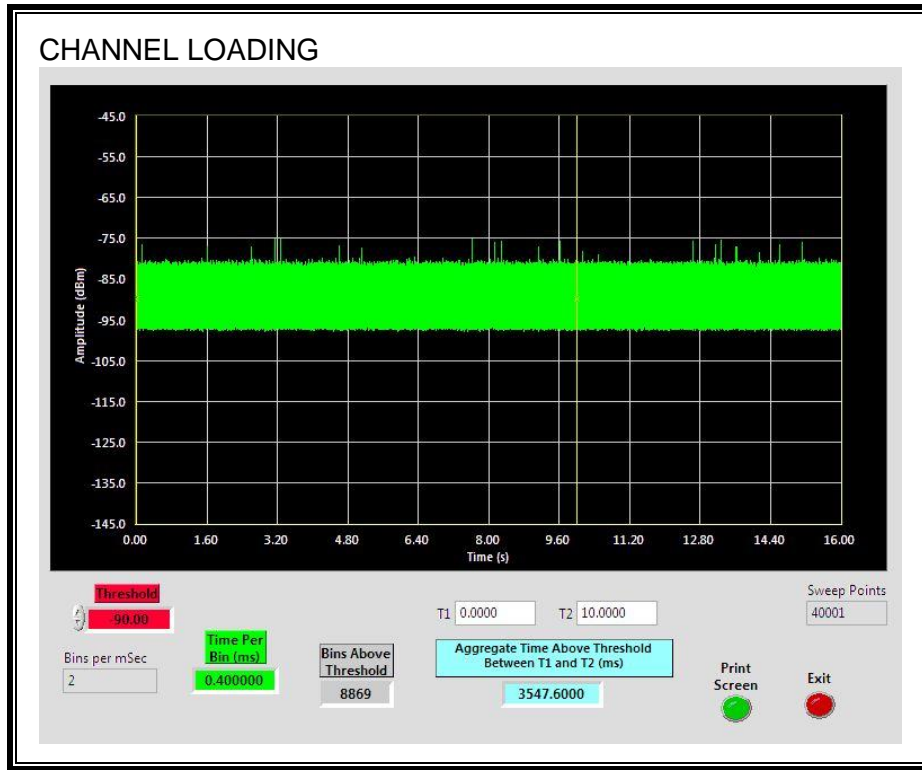 CHANNEL LOADING
-45.0
-55.0
-65.0
-75.0
-85.0
-95.0
-105.0
-115.0
-125.0
-135.0
-145.0
Amplitude (dBm)
0.00 1.60 3.20 4.80 6.40 8.00 9.60 11.20 12.80 14.40 16.00
Time (s)
Threshold
-90.00
Bins per mSec
2
Time Per
Bin (ms)
0.400000
Bins Above
Threshold
8869
T1 0.0000 T2 10.0000
Aggregate Time Above Threshold
Between T1 and T2 (ms)
3547.6000
Sweep Points
40001
Print
Screen
Exit